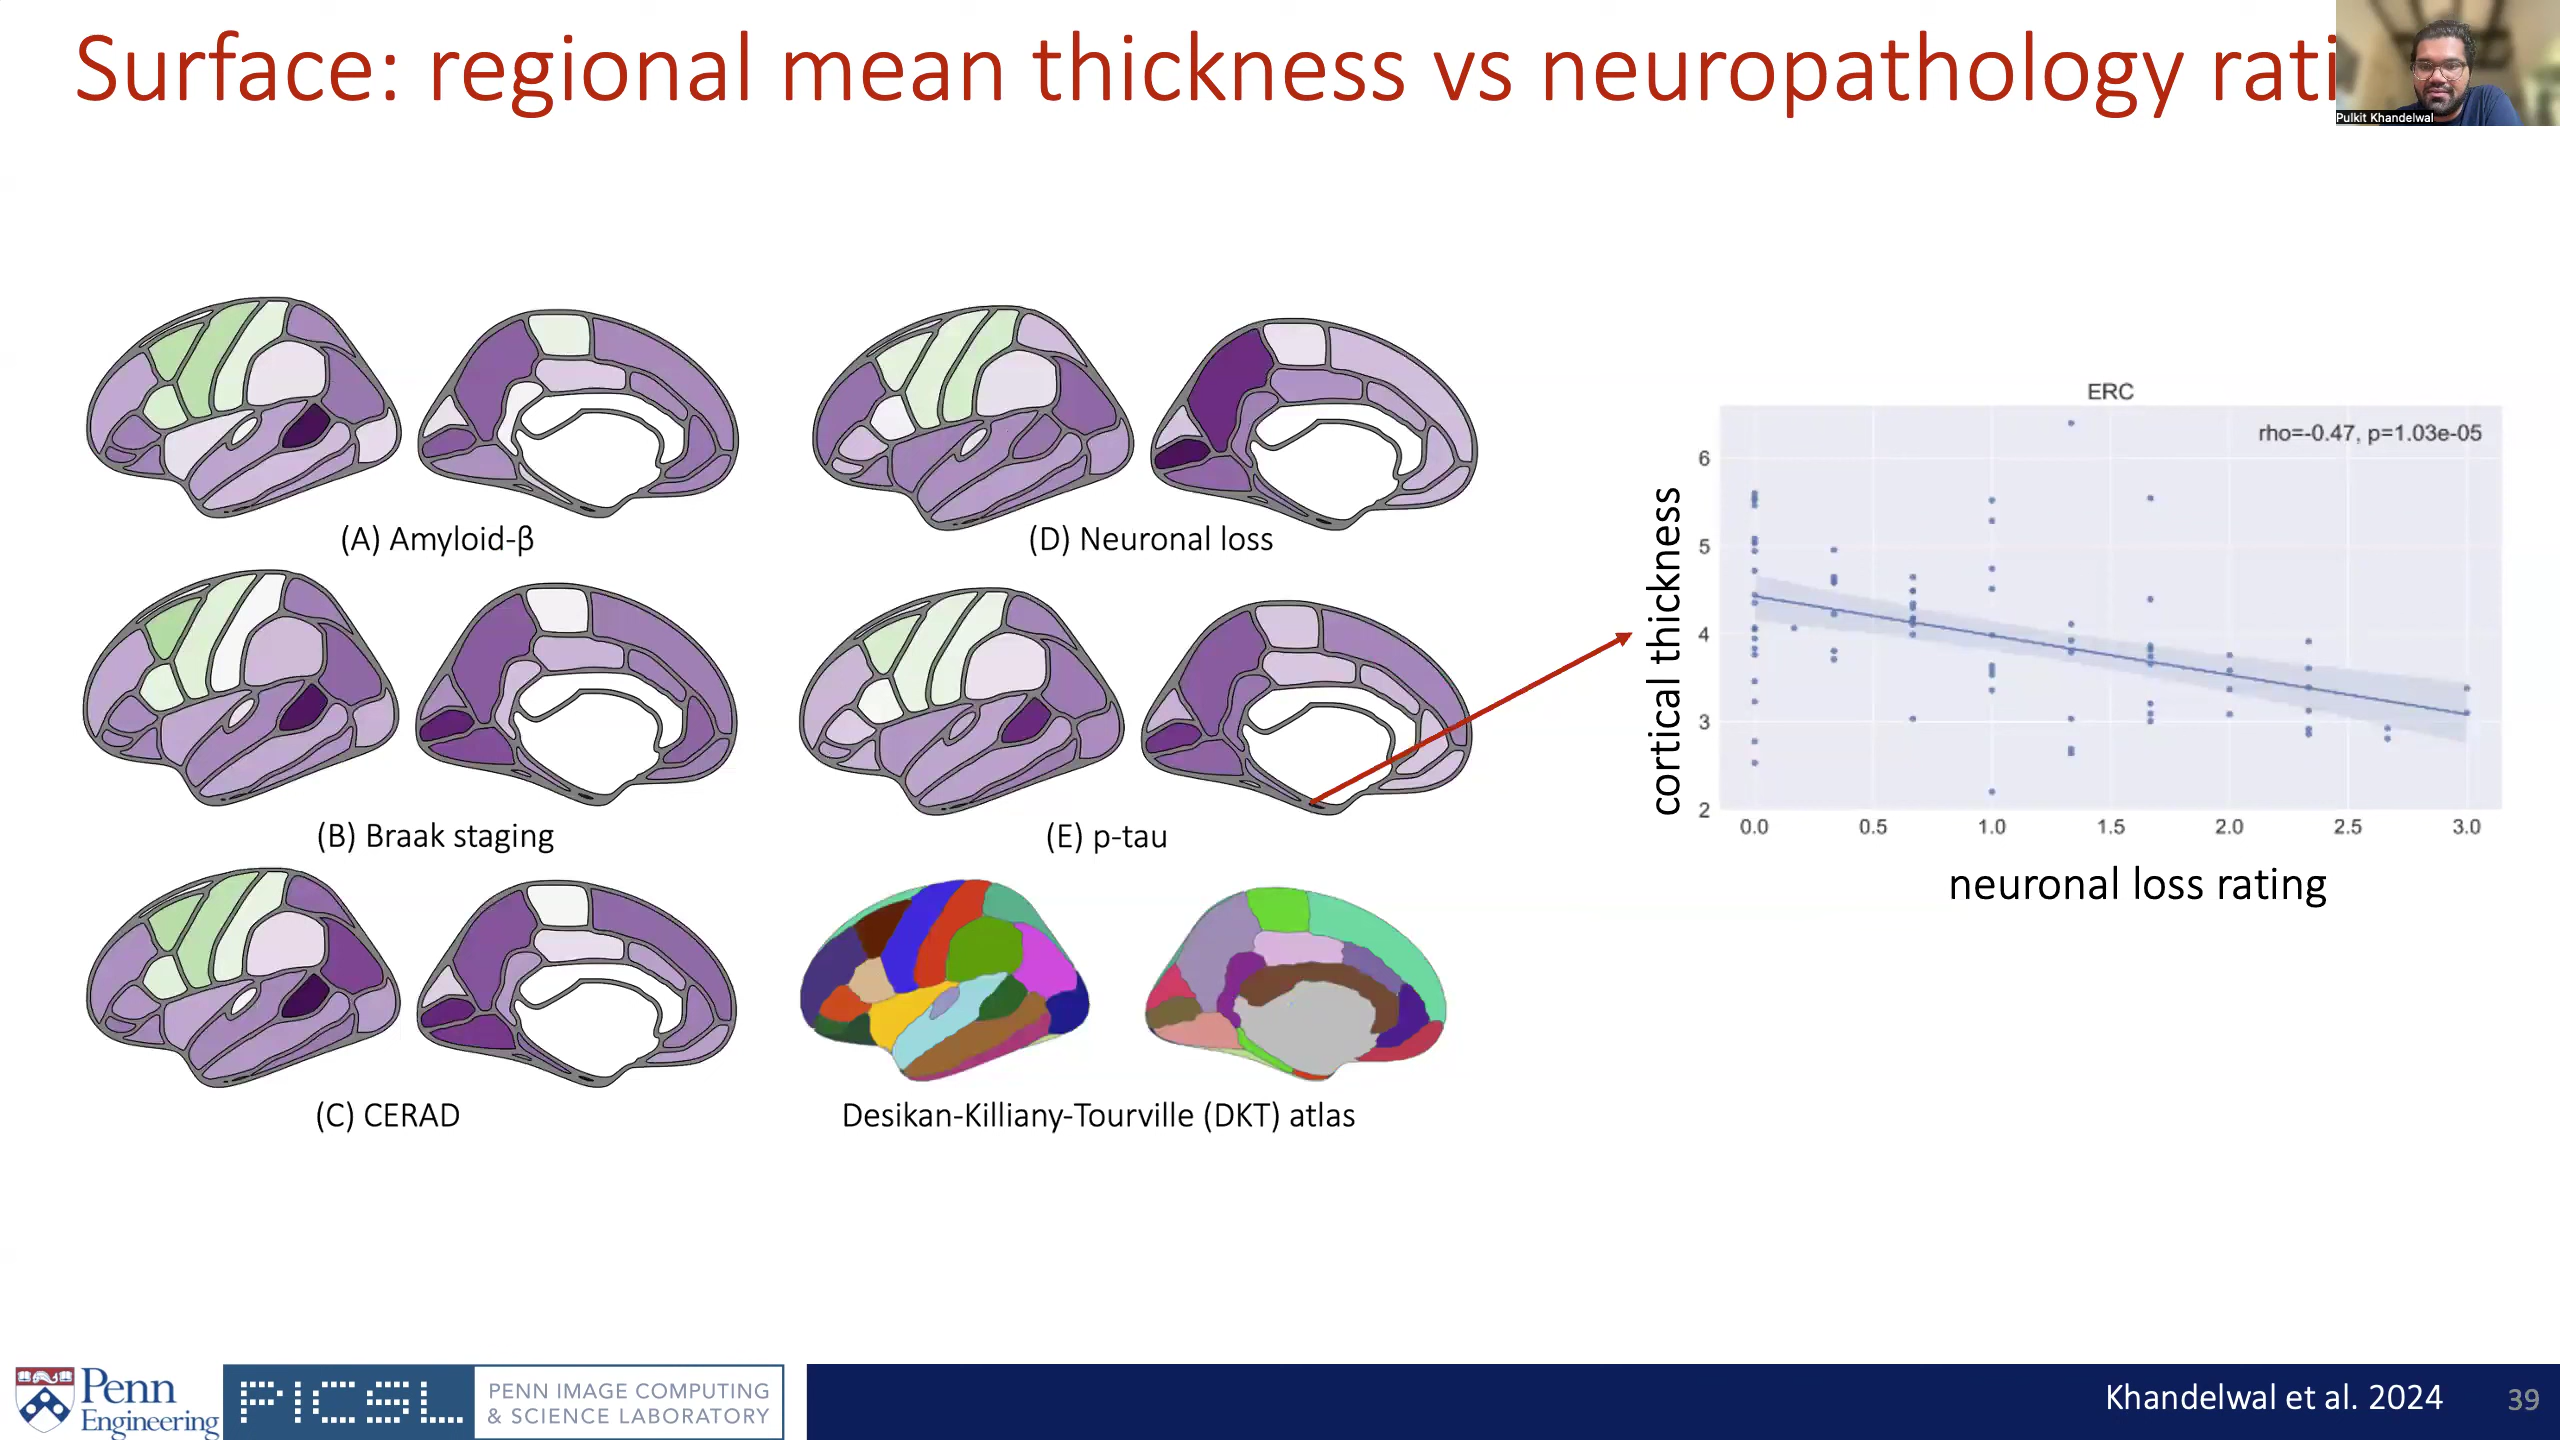 Surface: regional mean thickness vs neuropathology
Pulkit Khandelwal
(A) Amyloid-β
(D) Neuronal loss
(B) Braak staging
(E) p-tau
(C) CERAD
Desikan-Killiany-Tourville (DKT) atlas
ERC
rho=-0.47, p=1.03e-05
cortical thickness
6
5
4
3
2
0.0 0.5 1.0 1.5 2.0 2.5 3.0
neuronal loss rating
Penn
Engineering
PICSL
PENN IMAGE COMPUTING
& SCIENCE LABORATORY
Khandelwal et al. 2024
39